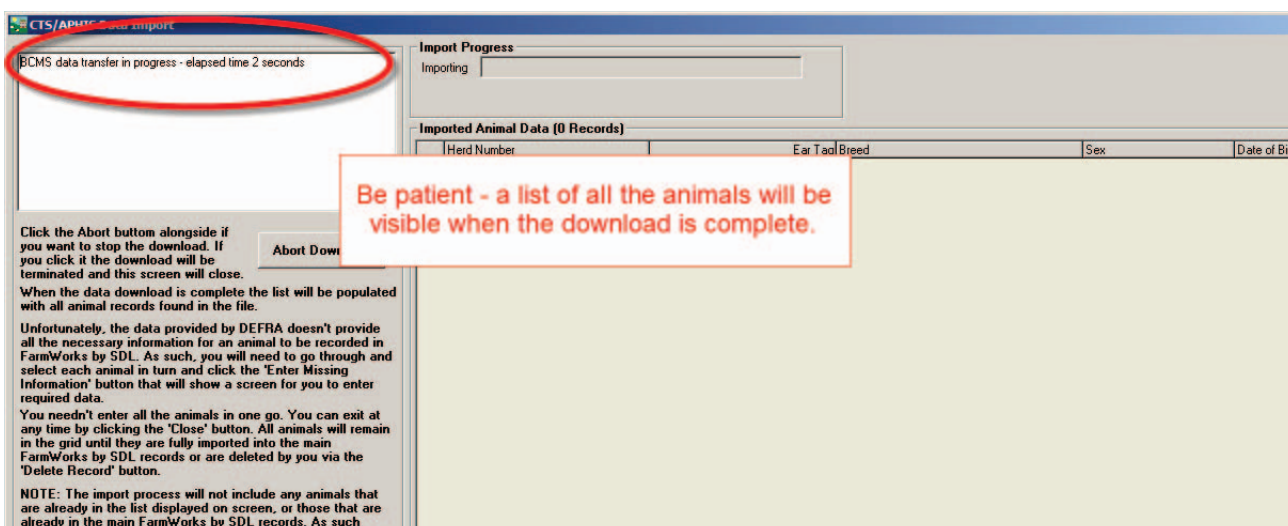 CTS/APHIS Data Import
BCMS data transfer in progress - elapsed time 2 seconds
Import Progress
Importing
Imported Animal Data (0 Records)
Herd Number Ear Tag Breed Sex Date of Bi
Be patient - a list of all the animals will be
visible when the download is complete.
Click the Abort buttom alongside if
you want to stop the download. If
you click it the download will be
terminated and this screen will close.
Abort Dow
When the data download is complete the list will be populated
with all animal records found in the file.
Unfortunately, the data provided by DEFRA doesn't provide
all the necessary information for an animal to be recorded in
FarmWorks by SDL. As such, you will need to go through and
select each animal in turn and click the 'Enter Missing
Information' button that will show a screen for you to enter
required data.
You needn't enter all the animals in one go. You can exit at
any time by clicking the 'Close' button. All animals will remain
in the grid until they are fully imported into the main
FarmWorks by SDL records or are deleted by you via the
'Delete Record' button.
NOTE: The import process will not include any animals that
are already in the list displayed on screen, or those that are
already in the main FarmWorks by SDL records. As such